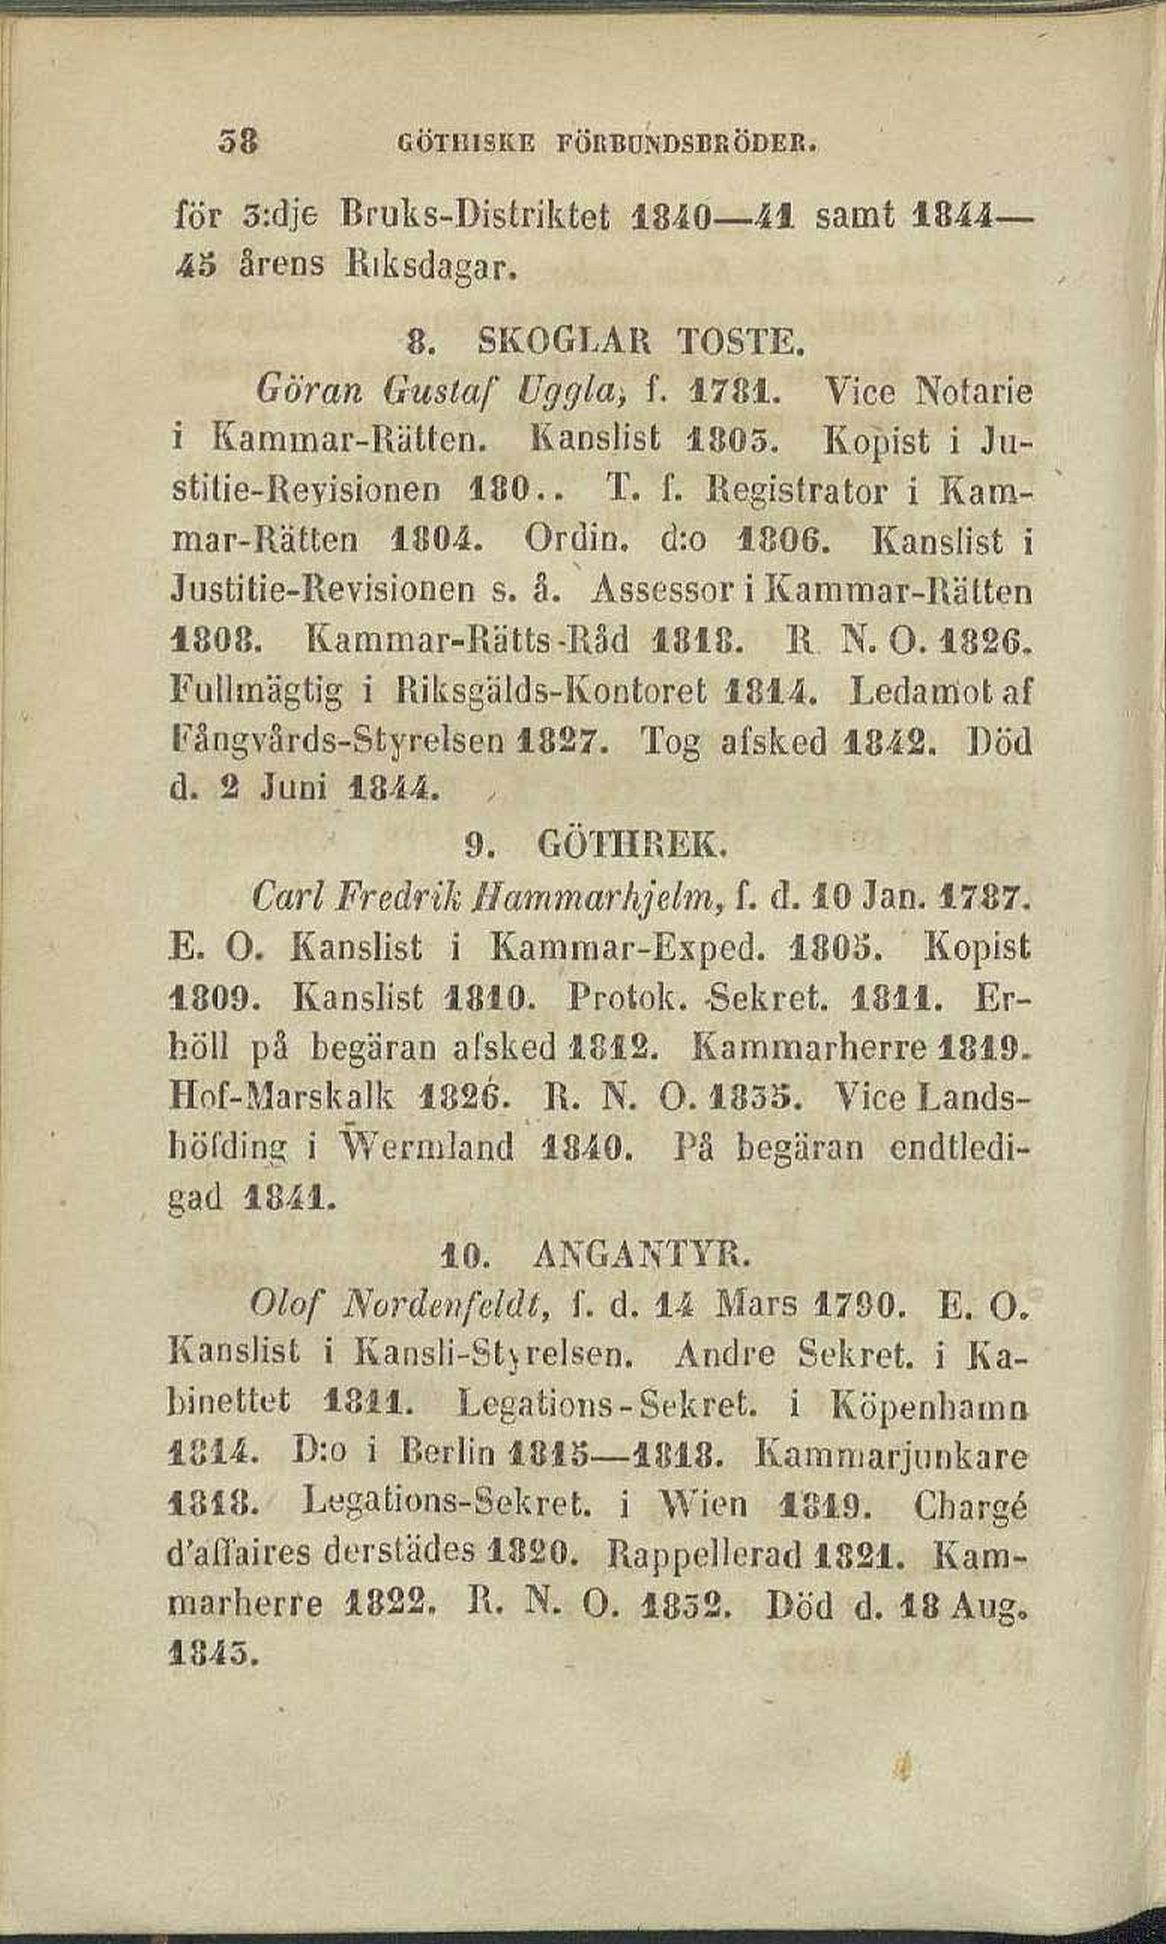 38 GÖTHISKE FÖRBUNDSBRÖDER.
för 3:dje Bruks-Distriktet 1840—41 samt 1844—
45 årens Riksdagar.
8. SKOGLAR TOSTE.
Göran Gustaf Uggla, f. 1781. Vice Notarie
i Kammar-Rätten. Kanslist 1803. Kopist i Ju-
stitie-Revisionen 180.. T. f. Registrator i Kam-
mar-Rätten 1804. Ordin. d:o 1806. Kanslist i
Justitie-Revisionen s. å. Assessor i Kammar-Rätten
1808. Kammar-Rätts-Råd 1818. R N. O. 1826.
Fullmägtig i Riksgälds-Kontoret 1814. Ledamot af
Fångvårds-Styrelsen 1827. Tog afsked 1842. Död
d. 2 Juni 1844.
9. GÖTHREK.
Carl Fredrik Hammarhjelm, f. d. 10 Jan. 1787.
E. O. Kanslist i Kammar-Exped. 1805. Kopist
1809. Kanslist 1810. Protok. -Sekret. 1811. Er-
höll på begäran afsked 1812. Kammarherre 1819.
Hof-Marskalk 1826. R. N. O. 1835. Vice Lands-
höfding i Wermland 1840. På begäran endtledi-
gad 1841.
10. ANGANTYR.
Olof Nordenfeldt, f. d. 14 Mars 1790. E. O.
Kanslist i Kansli-Styrelsen. Andre Sekret. i Ka-
binettet 1811. Legations-Sekret. i Köpenhamn
1814. D:o i Berlin 1815—1818. Kammarjunkare
1818. Legations-Sekret. i Wien 1819. Chargé
d'affaires derstädes 1820. Rappellerad 1821. Kam-
marherre 1822. R. N. O. 1832. Död d. 18 Aug.
1843.